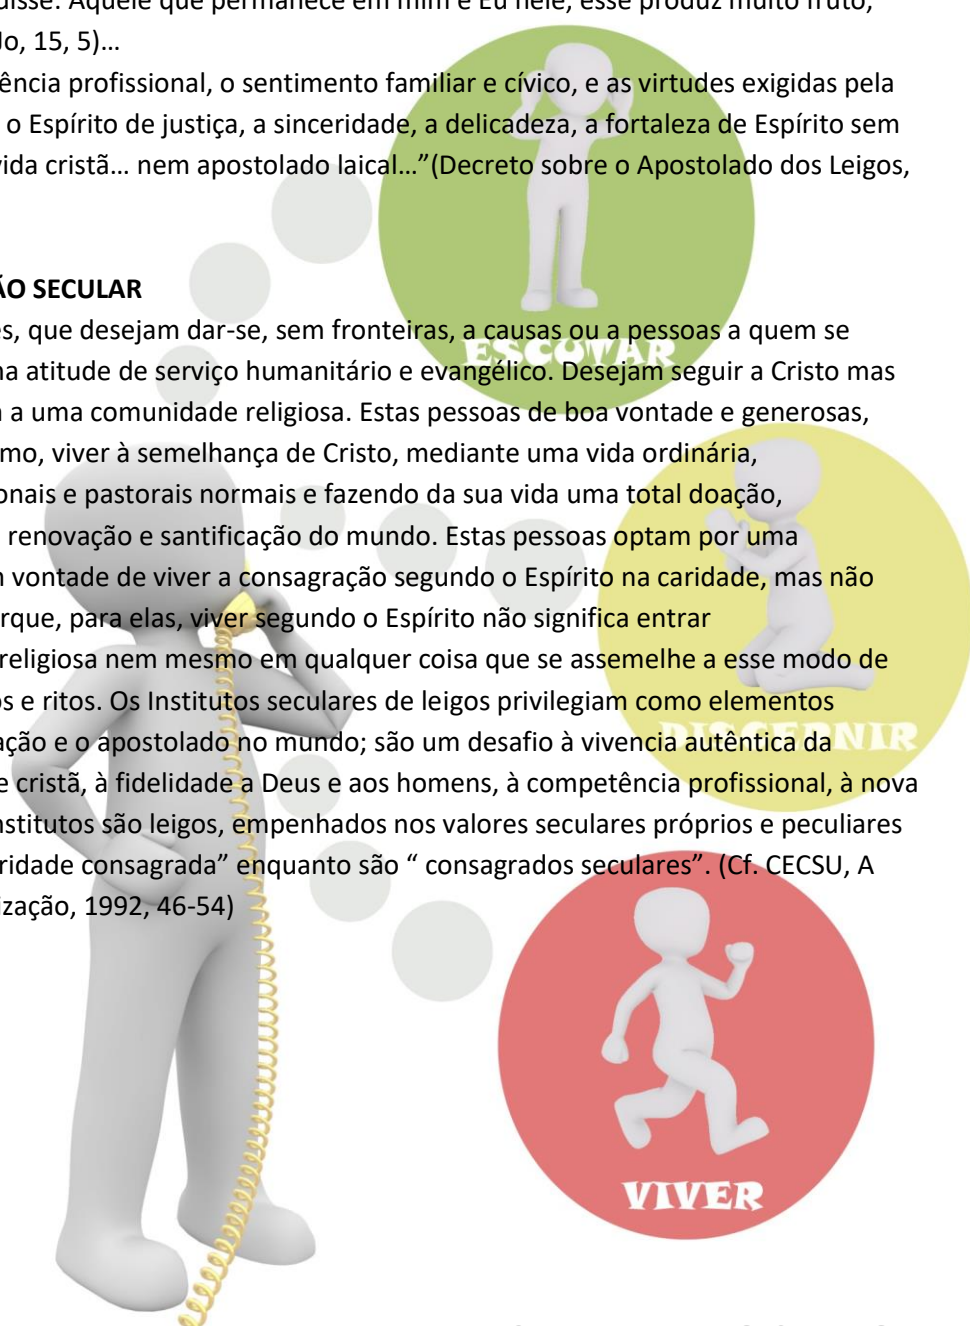 disse: Aquele que permanece em mim e Eu nele, esse produz muito fruto,
Jo, 15, 5)…
ência profissional, o sentimento familiar e cívico, e as virtudes exigidas pela
o Espírito de justiça, a sinceridade, a delicadeza, a fortaleza de Espírito sem
vida cristã… nem apostolado laical…”(Decreto sobre o Apostolado dos Leigos,
ÃO SECULAR
es, que desejam dar-se, sem fronteiras, a causas ou a pessoas a quem se
na atitude de serviço humanitário e evangélico. Desejam seguir a Cristo mas
a uma comunidade religiosa. Estas pessoas de boa vontade e generosas,
mo, viver à semelhança de Cristo, mediante uma vida ordinária,
onais e pastorais normais e fazendo da sua vida uma total doação,
renovação e santificação do mundo. Estas pessoas optam por uma
vontade de viver a consagração segundo o Espírito na caridade, mas não
rque, para elas, viver segundo o Espírito não significa entrar
religiosa nem mesmo em qualquer coisa que se assemelhe a esse modo de
os e ritos. Os Institutos seculares de leigos privilegiam como elementos
ação e o apostolado no mundo; são um desafio à vivencia autêntica da
e cristã, à fidelidade a Deus e aos homens, à competência profissional, à nova
nstitutos são leigos, empenhados nos valores seculares próprios e peculiares
ridade consagrada” enquanto são “ consagrados seculares”. (Cf. CECSU, A
ização, 1992, 46-54)
ESCUTAR
DISCERNIR
VIVER